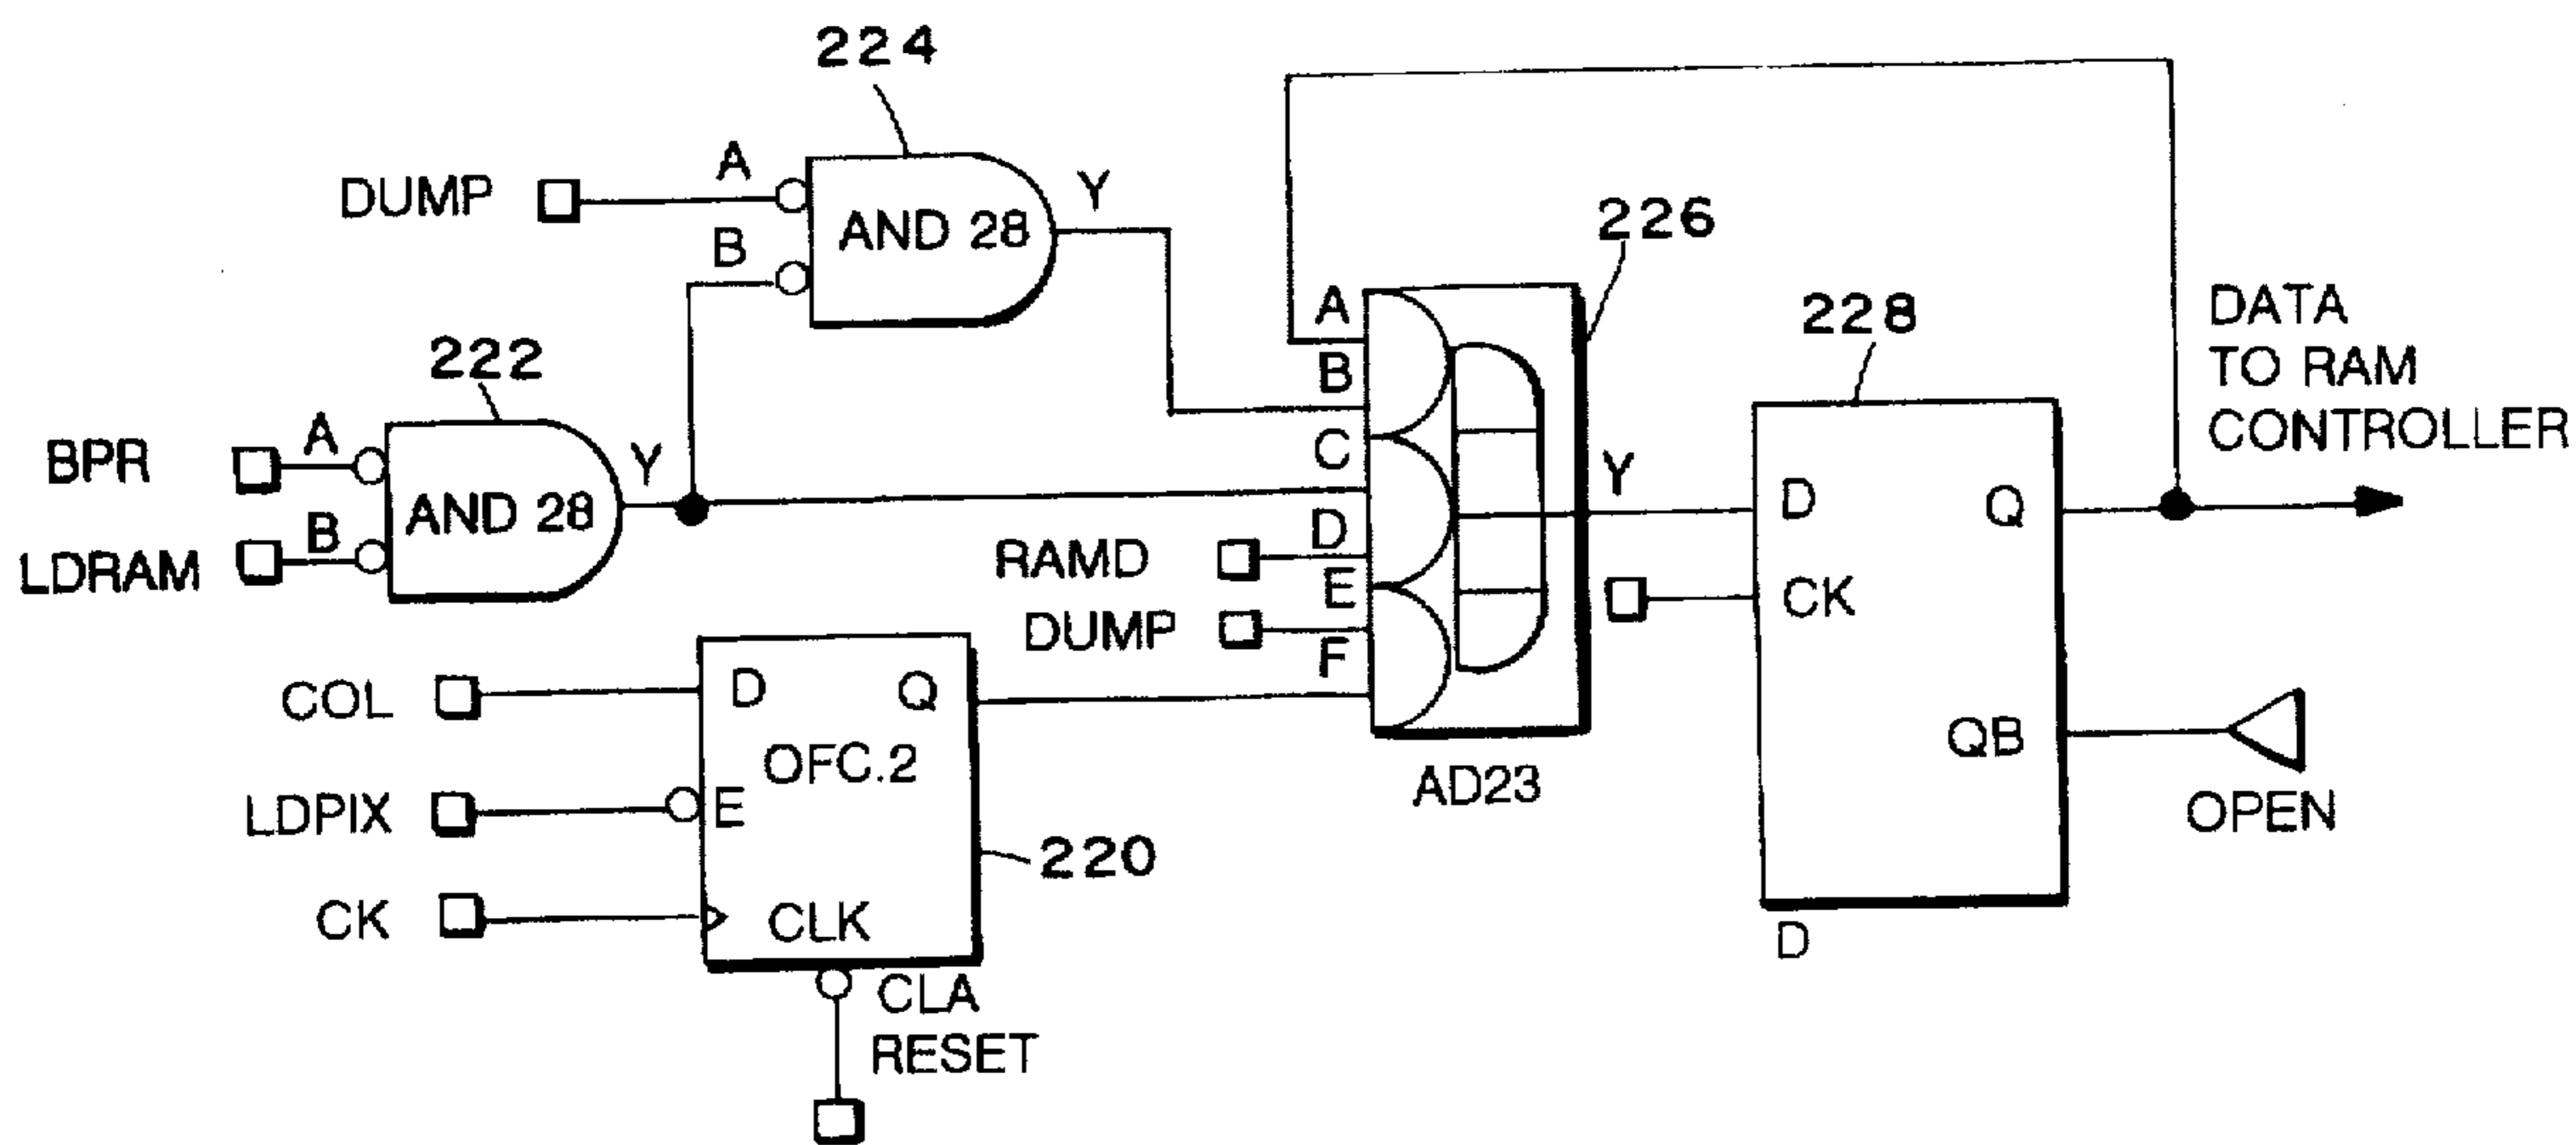 224
DUMP
A
B
AND 28
Y
222
BPR
A
LDRAM
B
AND 28
Y
226
A
B
C
D
E
F
RAMD
DUMP
Y
AD23
228
D
CK
Q
QB
D
DATA
TO RAM
CONTROLLER
OPEN
COL
LDPIX
CK
D
Q
OFC.2
E
CLK
220
CLA
RESET